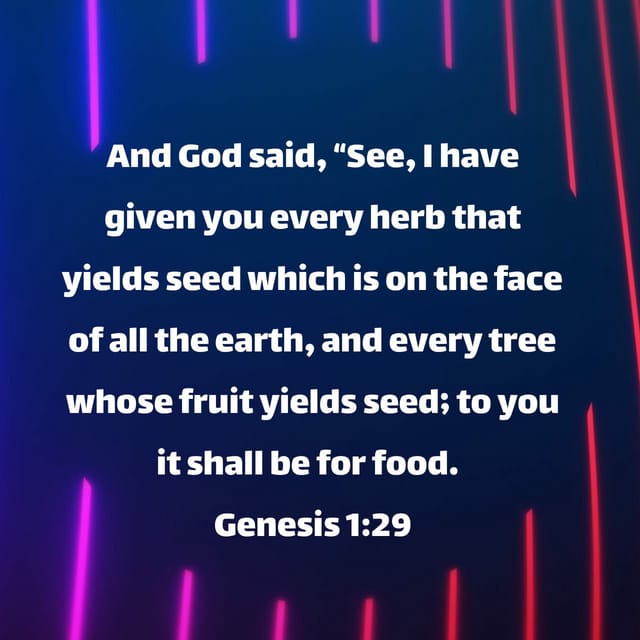 And God said, “See, I have
given you every herb that
yields seed which is on the face
of all the earth, and every tree
whose fruit yields seed; to you
it shall be for food.
Genesis 1:29